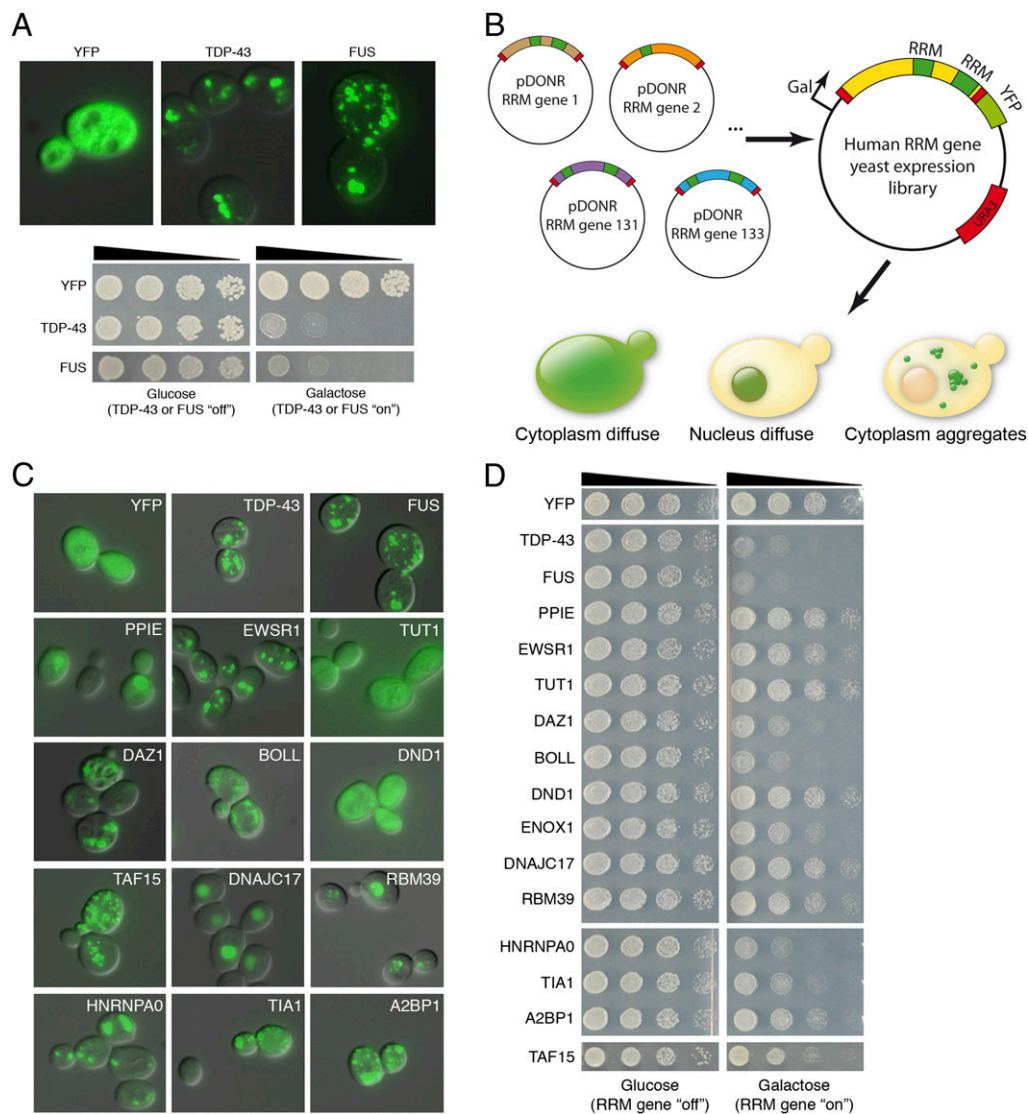 A
YFP
TDP-43
FUS
YFP
TDP-43
FUS
Glucose
(TDP-43 or FUS "off")
Galactose
(TDP-43 or FUS "on")
B
pDONR
RRM gene 1
pDONR
RRM gene 2
...
pDONR
RRM gene 131
pDONR
RRM gene 133
Gal
RRM
RRM
YFP
Human RRM gene
yeast expression
library
URA3
Cytoplasm diffuse
Nucleus diffuse
Cytoplasm aggregates
C
YFP
TDP-43
FUS
PPIE
EWSR1
TUT1
DAZ1
BOLL
DND1
TAF15
DNAJC17
RBM39
HNRNPA0
TIA1
A2BP1
D
YFP
TDP-43
FUS
PPIE
EWSR1
TUT1
DAZ1
BOLL
DND1
ENOX1
DNAJC17
RBM39
HNRNPA0
TIA1
A2BP1
TAF15
Glucose
(RRM gene "off")
Galactose
(RRM gene "on")